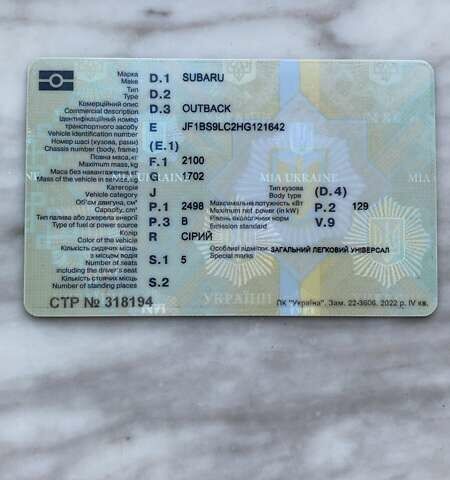 Марка
Make D.1 SUBARU
Тип
Type D.2
Комерційний опис
Commercial description D.3 OUTBACK
Ідентифікаційний номер
транспортного засобу E JF1BS9LC2HG121642
Vehicle identification number
Номер шасі (кузова, рами) (E.1)
Chassis number (body, frame)
Повна маса, кг F.1 2100
Maximum mass, kg
Маса без навантаження, кг G 1702
Mass of the vehicle in service, kg
MIA UKRAINE
Категорія
Vehicle category J Тип кузова (D.4)
Body type
Об'єм двигуна, см³ P.1 2498 Максимальна потужність кВт P.2 129
Capacity, cm³ Maximum net power (in kW)
Тип палива або джерела енергії P.3 B Рівень екологічних норм V.9
Type of fuel or power source Environmental Standard
Колір
Color of the vehicle R СІРИЙ
Кількість сидячих місць Особливі відмітки ЗАГАЛЬНИЙ ЛЕГКОВИЙ УНІВЕРСАЛ
з місцем водія S.1 5 Special marks
Number of seats
including the driver's seat
Кількість стоячих місць S.2
Number of standing places
УКРАЇНИ
СТР № 318194 ПК "Україна". Зам. 22-3606. 2022 р. IV кв.